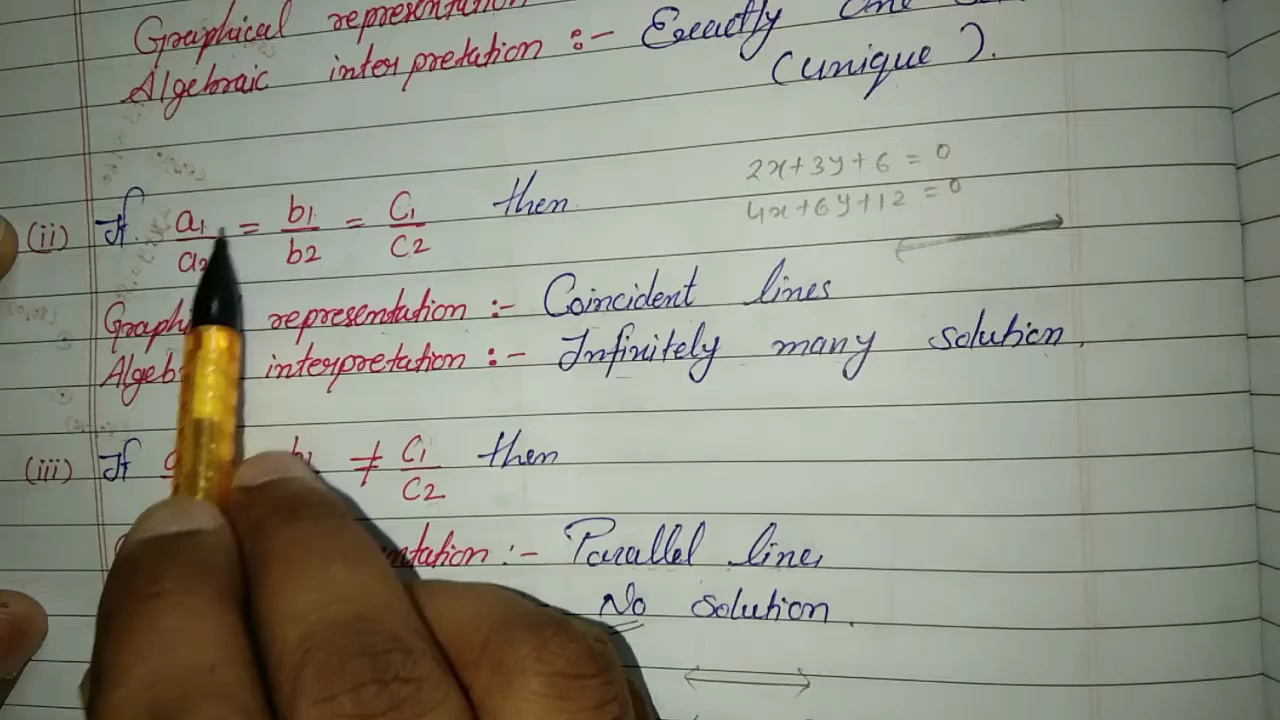 Graphical representation
Algebraic interpretation :- Exactly one
(unique).
2x+3y+6 = 0
4x+6y+12 = 0
(ii) If a1/a2 = b1/b2 = C1/C2 then
representation :- Coincident lines
interpretation :- Infinitely many solution.
(iii) If ≠ C1/C2 then
:- Parallel lines
No solution.